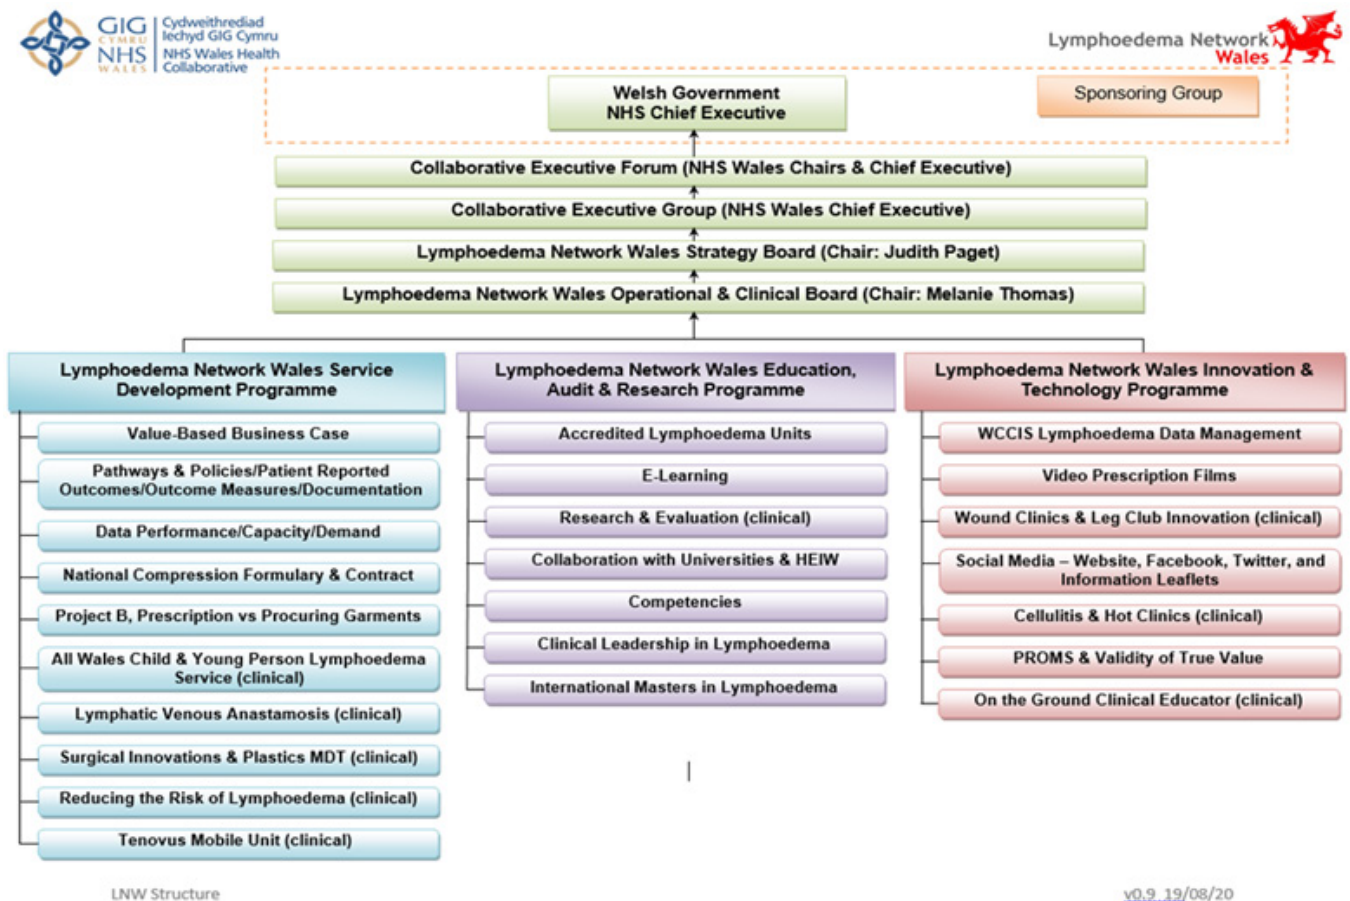 GIG
CYMRU
NHS
WALES
Cydweithrediad
Iechyd GIG Cymru
NHS Wales Health
Collaborative
Lymphoedema Network
Wales
Welsh Government
NHS Chief Executive
Sponsoring Group
Collaborative Executive Forum (NHS Wales Chairs & Chief Executive)
Collaborative Executive Group (NHS Wales Chief Executive)
Lymphoedema Network Wales Strategy Board (Chair: Judith Paget)
Lymphoedema Network Wales Operational & Clinical Board (Chair: Melanie Thomas)
Lymphoedema Network Wales Service
Development Programme
Value-Based Business Case
Pathways & Policies/Patient Reported
Outcomes/Outcome Measures/Documentation
Data Performance/Capacity/Demand
National Compression Formulary & Contract
Project B, Prescription vs Procuring Garments
All Wales Child & Young Person Lymphoedema
Service (clinical)
Lymphatic Venous Anastamosis (clinical)
Surgical Innovations & Plastics MDT (clinical)
Reducing the Risk of Lymphoedema (clinical)
Tenovus Mobile Unit (clinical)
Lymphoedema Network Wales Education,
Audit & Research Programme
Accredited Lymphoedema Units
E-Learning
Research & Evaluation (clinical)
Collaboration with Universities & HEIW
Competencies
Clinical Leadership in Lymphoedema
International Masters in Lymphoedema
Lymphoedema Network Wales Innovation &
Technology Programme
WCCIS Lymphoedema Data Management
Video Prescription Films
Wound Clinics & Leg Club Innovation (clinical)
Social Media – Website, Facebook, Twitter, and
Information Leaflets
Cellulitis & Hot Clinics (clinical)
PROMS & Validity of True Value
On the Ground Clinical Educator (clinical)
LNW Structure
v0.9 19/08/20